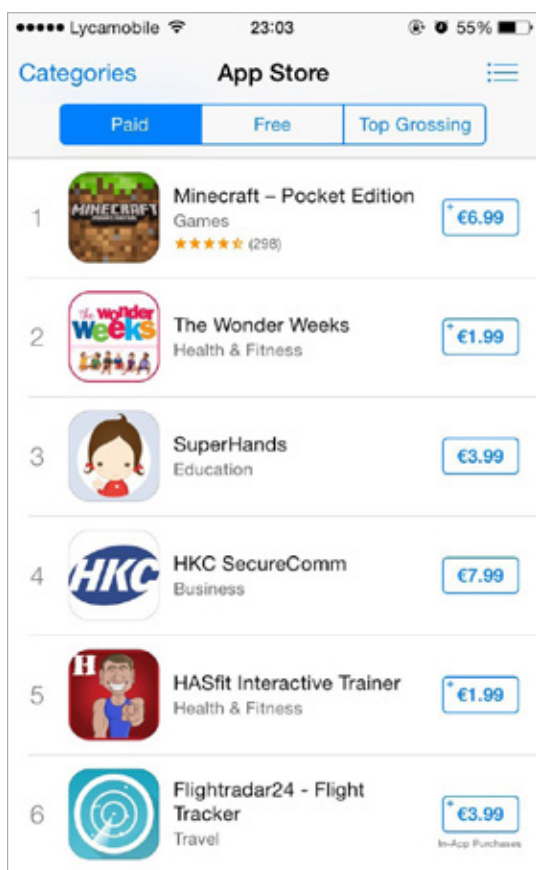 Lycamobile 23:03 55%
Categories App Store
Paid Free Top Grossing
1 MINECRAFT Minecraft – Pocket Edition +€6.99
Games
★★★★⯪ (298)
2 the wonder weeks The Wonder Weeks +€1.99
Health & Fitness
3 SuperHands €3.99
Education
4 HKC HKC SecureComm €7.99
Business
5 H HASfit Interactive Trainer +€1.99
Health & Fitness
6 Flightradar24 - Flight
Tracker +€3.99
Travel In-App Purchases